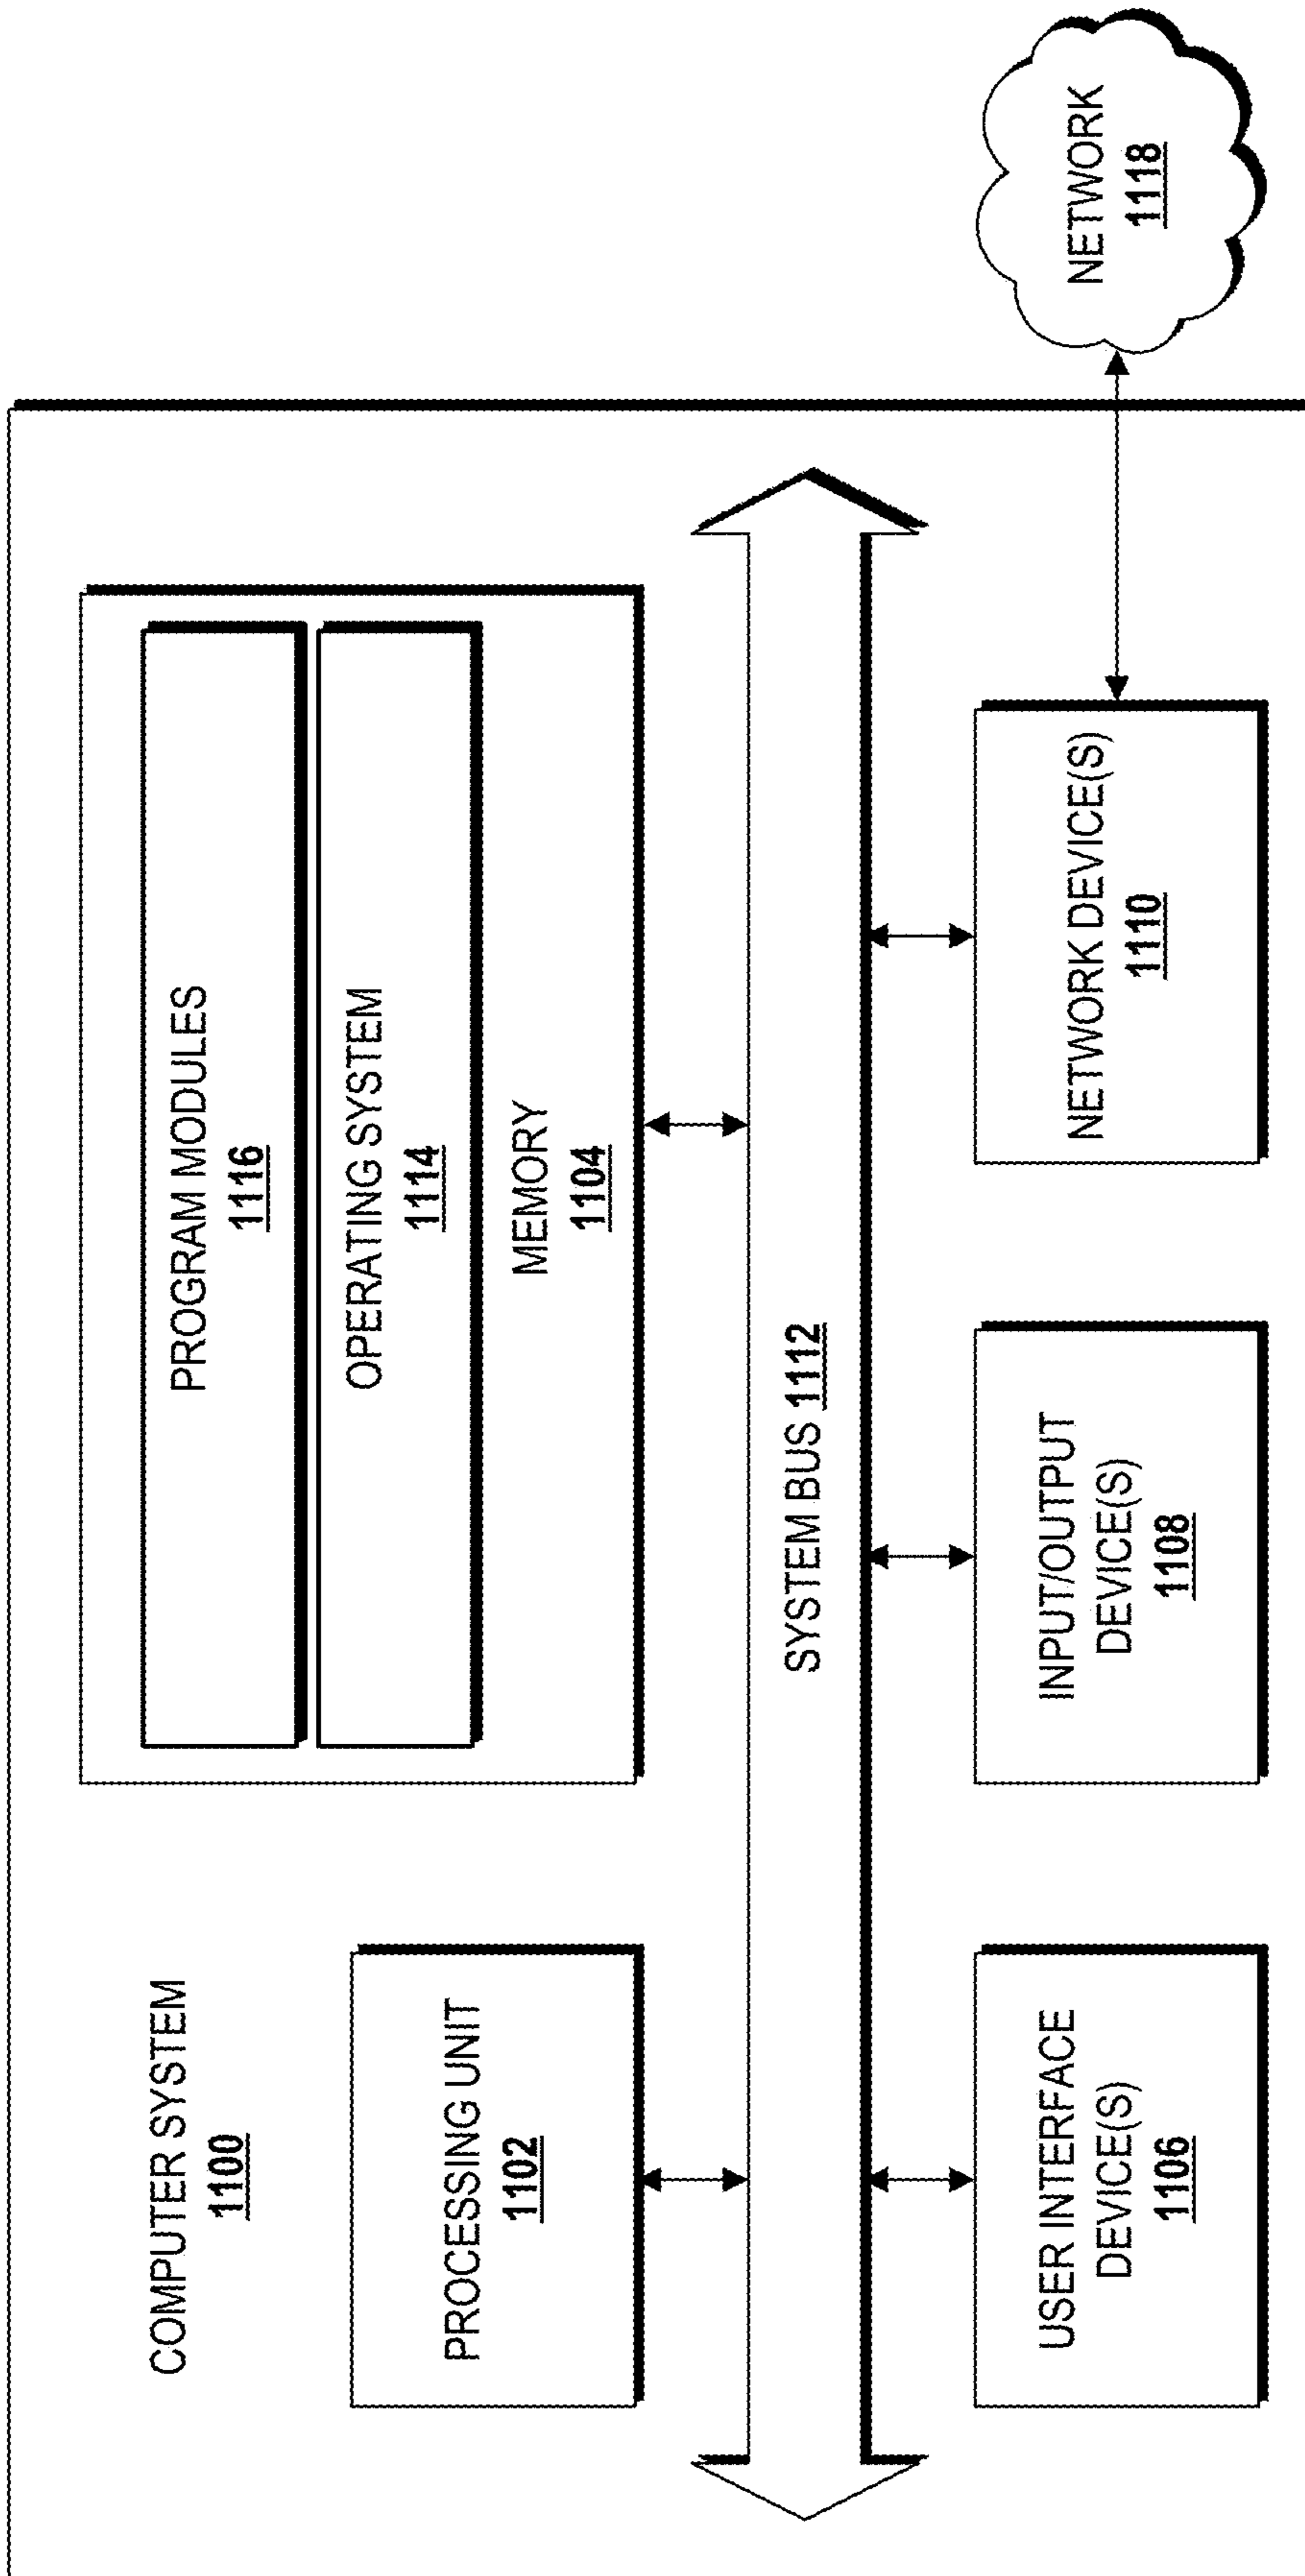 COMPUTER SYSTEM
1100
PROCESSING UNIT
1102
PROGRAM MODULES
1116
OPERATING SYSTEM
1114
MEMORY
1104
SYSTEM BUS 1112
USER INTERFACE
DEVICE(S)
1106
INPUT/OUTPUT
DEVICE(S)
1108
NETWORK DEVICE(S)
1110
NETWORK
1118